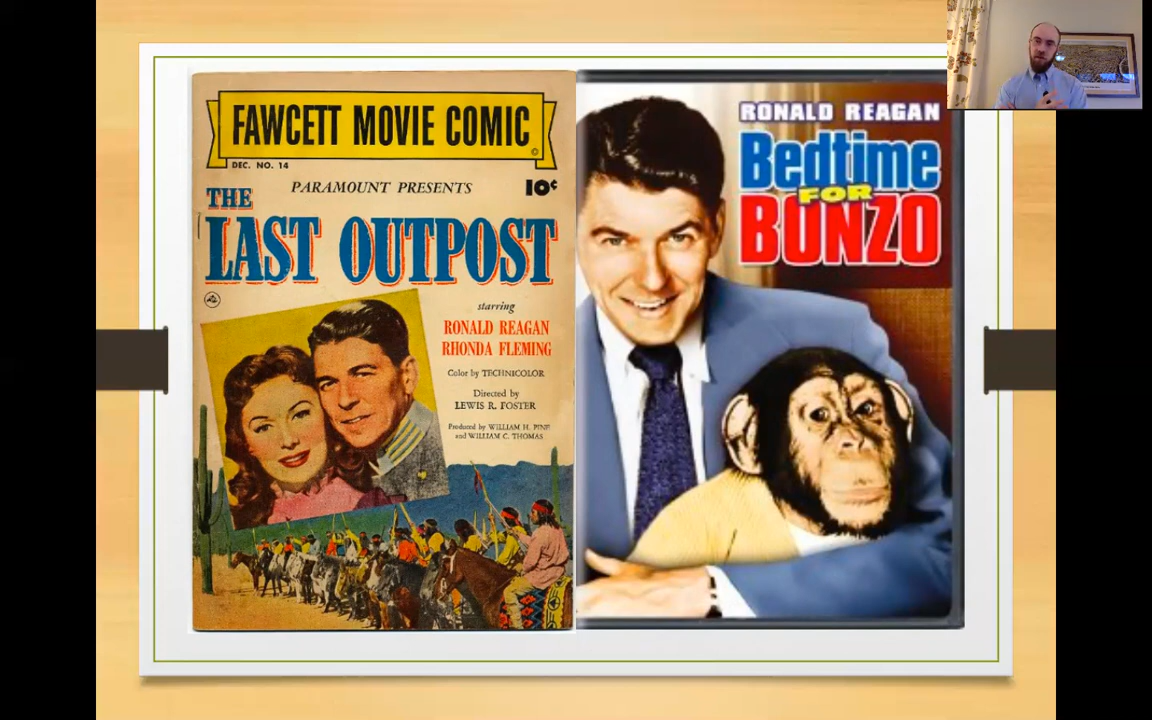 FAWCETT MOVIE COMIC
©
DEC. NO. 14
PARAMOUNT PRESENTS
10¢
THE
LAST OUTPOST
starring
RONALD REAGAN
RHONDA FLEMING
Color by TECHNICOLOR
Directed by
LEWIS R. FOSTER
Produced by WILLIAM H. PINE
and WILLIAM C. THOMAS
RONALD REAGAN
Bedtime
FOR
BONZO